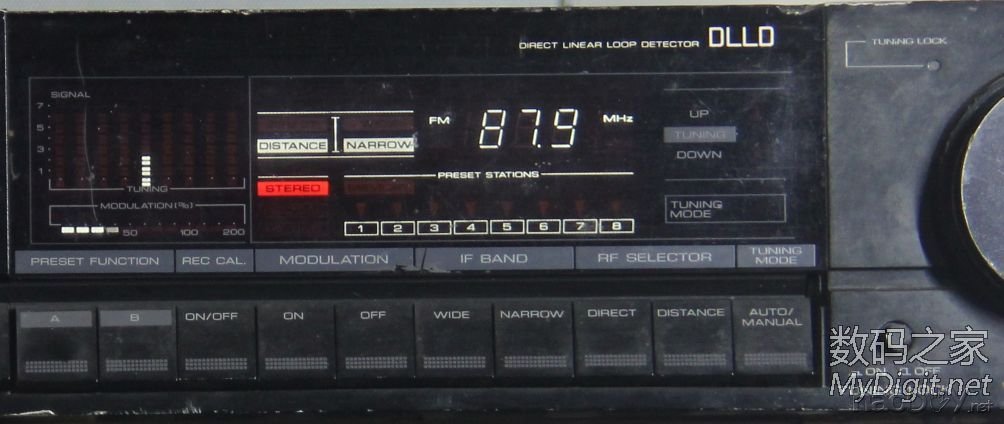 DIRECT LINEAR LOOP DETECTOR DLLD
TUNING LOCK
SIGNAL
7
5
3
1
TUNING
MODULATION(%)
50 100 200
DISTANCE NARROW
STEREO
FM 87.9 MHz
PRESET STATIONS
1 2 3 4 5 6 7 8
UP
TUNING
DOWN
TUNING
MODE
PRESET FUNCTION REC CAL. MODULATION IF BAND RF SELECTOR TUNING MODE
A B ON/OFF ON OFF WIDE NARROW DIRECT DISTANCE AUTO/
MANUAL
数码之家
ON OFF
MyDigit.net